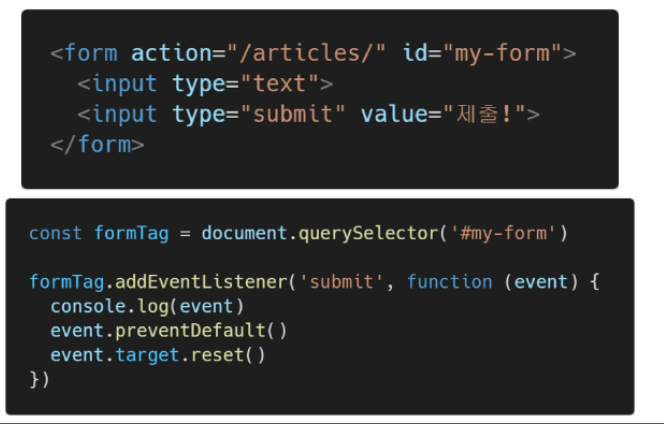 <form action="/articles/" id="my-form">
  <input type="text">
  <input type="submit" value="제출!">
</form>
const formTag = document.querySelector('#my-form')
formTag.addEventListener('submit', function (event) {
  console.log(event)
  event.preventDefault()
  event.target.reset()
})